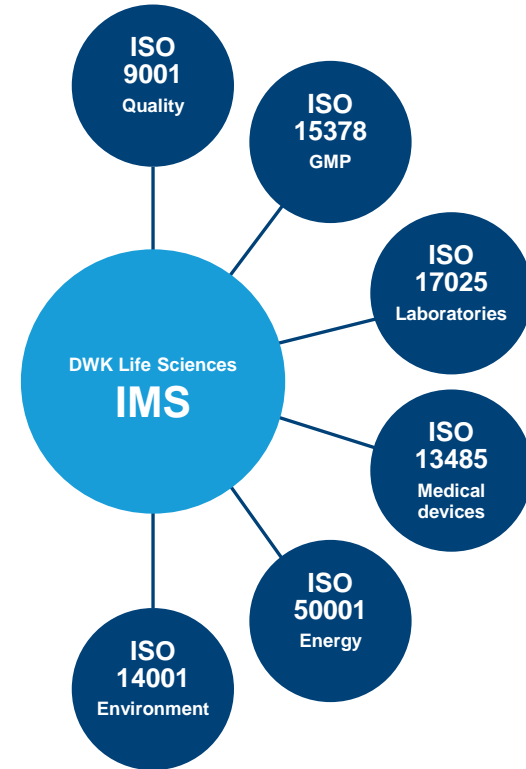 ISO
9001
Quality
ISO
15378
GMP
ISO
17025
Laboratories
DWK Life Sciences
IMS
ISO
13485
Medical
devices
ISO
50001
Energy
ISO
14001
Environment